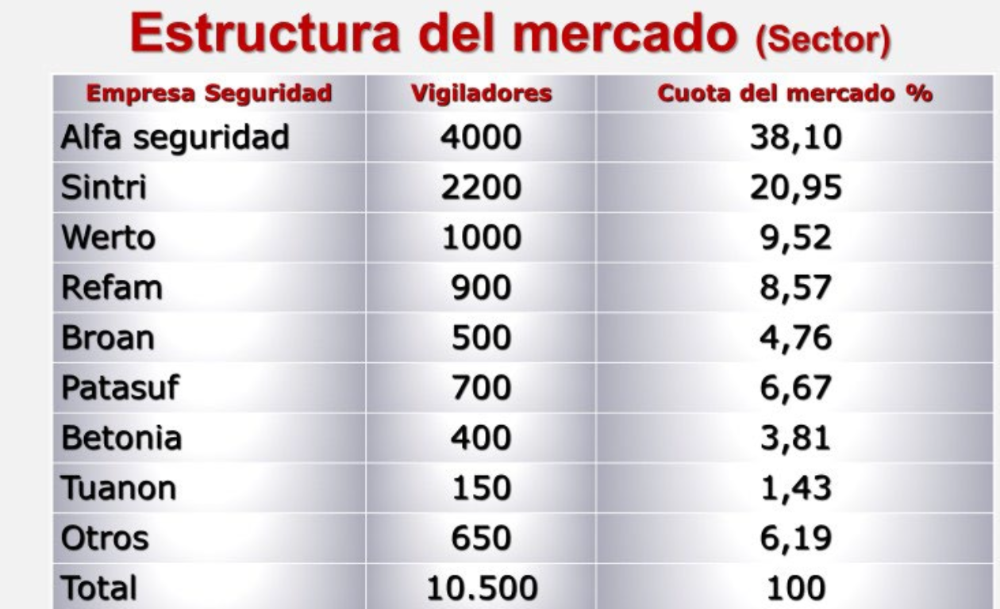 Estructura del mercado (Sector)
Empresa Seguridad Vigiladores Cuota del mercado %
Alfa seguridad 4000 38,10
Sintri 2200 20,95
Werto 1000 9,52
Refam 900 8,57
Broan 500 4,76
Patasuf 700 6,67
Betonia 400 3,81
Tuanon 150 1,43
Otros 650 6,19
Total 10.500 100